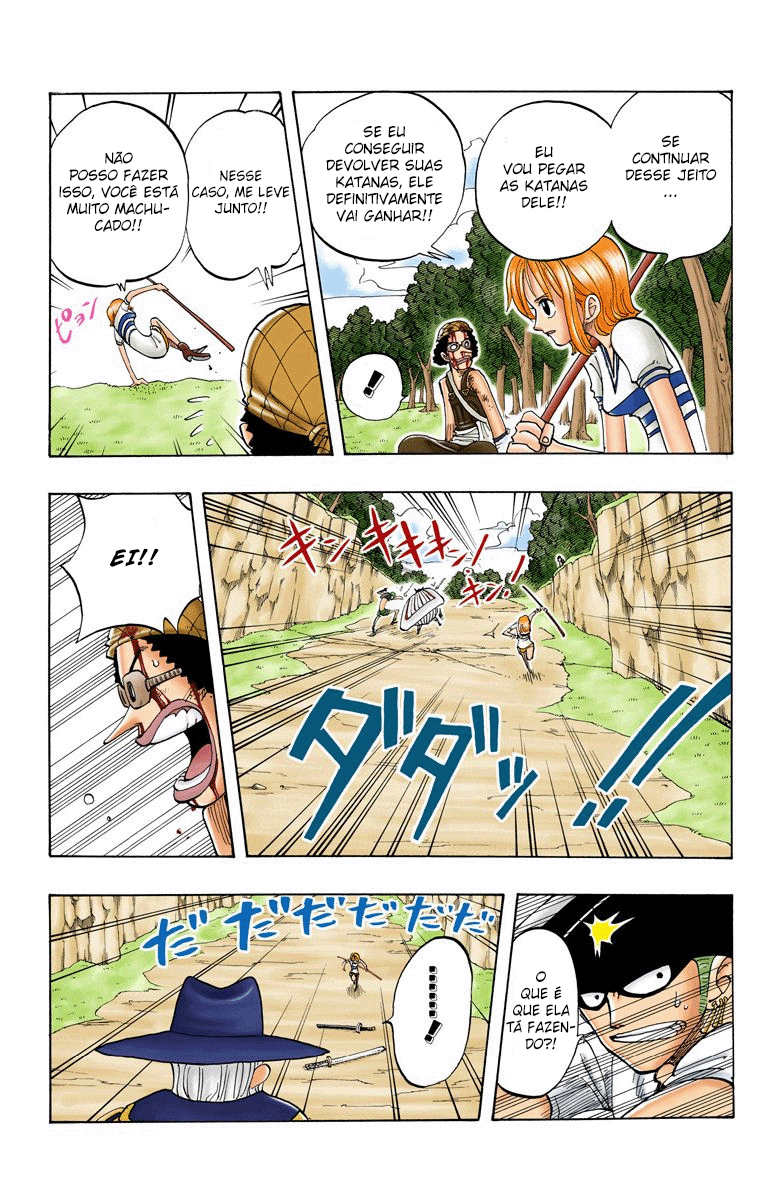 SE
CONTINUAR
DESSE JEITO
...
EU
VOU PEGAR
AS KATANAS
DELE!!
SE EU
CONSEGUIR
DEVOLVER SUAS
KATANAS, ELE
DEFINITIVAMENTE
VAI GANHAR!!
!
NESSE
CASO, ME LEVE
JUNTO!!
NÃO
POSSO FAZER
ISSO, VOCÊ ESTÁ
MUITO MACHU-
CADO!!
ピョン
キン キキキン!
キン!
ダダッ!!
EI!!
O
QUE É
QUE ELA
TÁ FAZEN-
DO?!
........!
だだだだだだ